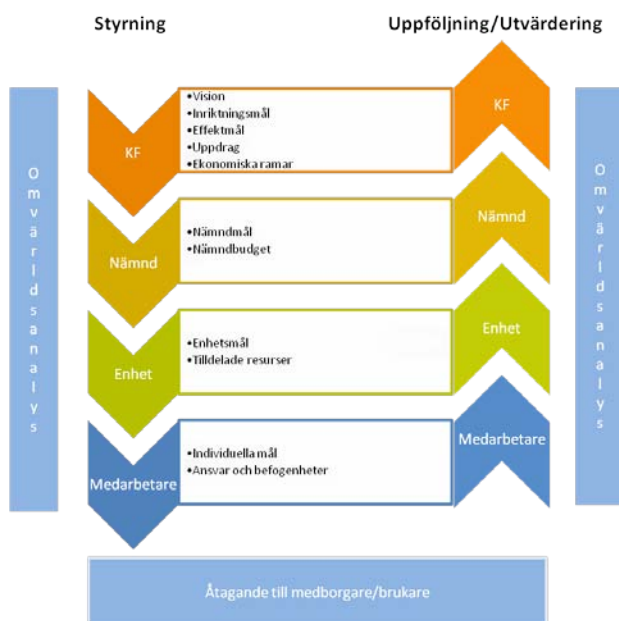 Styrning
Uppföljning/Utvärdering
Omvärldsanalys
KF
•Vision
•Inriktningsmål
•Effektmål
•Uppdrag
•Ekonomiska ramar
KF
Nämnd
•Nämndmål
•Nämndbudget
Nämnd
Enhet
•Enhetsmål
•Tilldelade resurser
Enhet
Medarbetare
•Individuella mål
•Ansvar och befogenheter
Medarbetare
Omvärldsanalys
Åtagande till medborgare/brukare